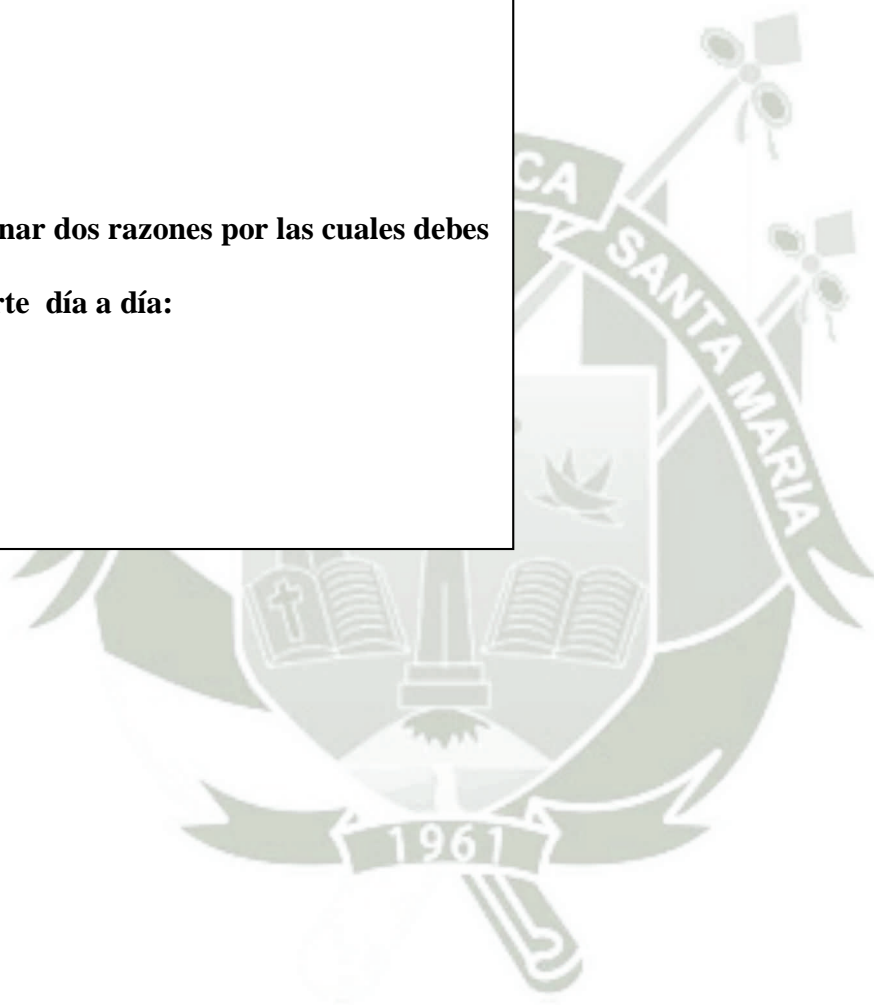 nar dos razones por las cuales debes
rte día a día:
CA
SANTA MARIA
1961